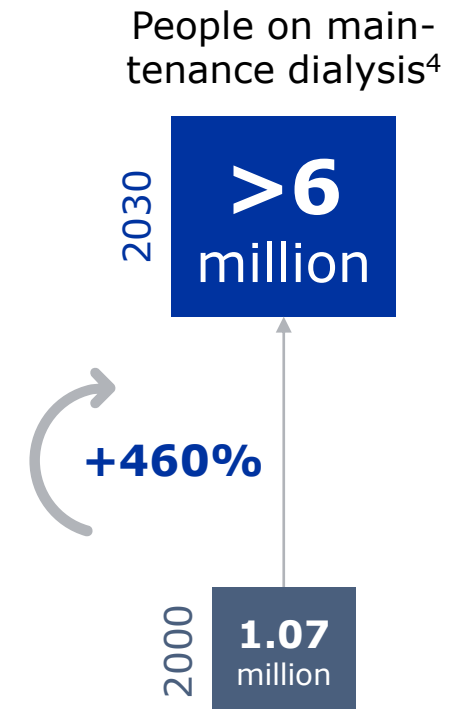 People on main-
tenance dialysis⁴
2030
>6
million
+460%
2000
1.07
million